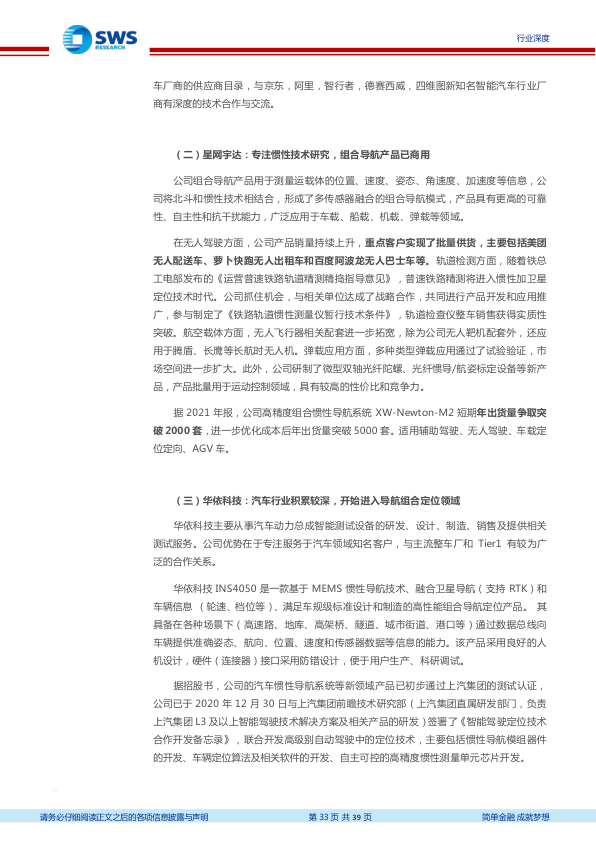 SWS
RESEARCH
行业深度
车厂商的供应商目录，与京东，阿里，智行者，德赛西威，四维图新知名智能汽车行业厂
商有深度的技术合作与交流。
（二）星网宇达：专注惯性技术研究，组合导航产品已商用
公司组合导航产品用于测量运载体的位置、速度、姿态、角速度、加速度等信息，公
司将北斗和惯性技术相结合，形成了多传感器融合的组合导航模式，产品具有更高的可靠
性、自主性和抗干扰能力，广泛应用于车载、船载、机载、弹载等领域。
在无人驾驶方面，公司产品销量持续上升，重点客户实现了批量供货，主要包括美团
无人配送车、萝卜快跑无人出租车和百度阿波龙无人巴士车等。轨道检测方面，随着铁总
工电部发布的《运营普速铁路轨道精测精捣指导意见》，普速铁路精测将进入惯性加卫星
定位技术时代。公司抓住机会，与相关单位达成了战略合作，共同进行产品开发和应用推
广，参与制定了《铁路轨道惯性测量仪暂行技术条件》，轨道检查仪整车销售获得实质性
突破。航空载体方面，无人飞行器相关配套进一步拓宽，除为公司无人靶机配套外，还应
用于腾盾、长鹰等长航时无人机。弹载应用方面，多种类型弹载应用通过了试验验证，市
场空间进一步扩大。此外，公司研制了微型双轴光纤陀螺、光纤惯导/航姿标定设备等新产
品，产品批量用于运动控制领域，具有较高的性价比和竞争力。
据 2021 年报，公司高精度组合惯性导航系统 XW-Newton-M2 短期年出货量争取突
破 2000 套，进一步优化成本后年出货量突破 5000 套。适用辅助驾驶、无人驾驶、车载定
位定向、AGV 车。
（三）华依科技：汽车行业积累较深，开始进入导航组合定位领域
华依科技主要从事汽车动力总成智能测试设备的研发、设计、制造、销售及提供相关
测试服务。公司优势在于专注服务于汽车领域知名客户，与主流整车厂和 Tier1 有较为广
泛的合作关系。
华依科技 INS4050 是一款基于 MEMS 惯性导航技术、融合卫星导航（支持 RTK）和
车辆信息 （轮速、档位等）、满足车规级标准设计和制造的高性能组合导航定位产品。 其
具备在各种场景下（高速路、地库、高架桥、隧道、城市街道、港口等）通过数据总线向
车辆提供准确姿态、航向、位置、速度和传感器数据等信息的能力。该产品采用良好的人
机设计，硬件（连接器）接口采用防错设计，便于用户生产、科研调试。
据招股书，公司的汽车惯性导航系统等新领域产品已初步通过上汽集团的测试认证，
公司已于 2020 年 12 月 30 日与上汽集团前瞻技术研究部（上汽集团直属研发部门，负责
上汽集团 L3 及以上智能驾驶技术解决方案及相关产品的研发）签署了《智能驾驶定位技术
合作开发备忘录》，联合开发高级别自动驾驶中的定位技术，主要包括惯性导航模组器件
的开发、车辆定位算法及相关软件的开发、自主可控的高精度惯性测量单元芯片开发。
请务必仔细阅读正文之后的各项信息披露与声明
第 33 页 共 39 页
简单金融 成就梦想